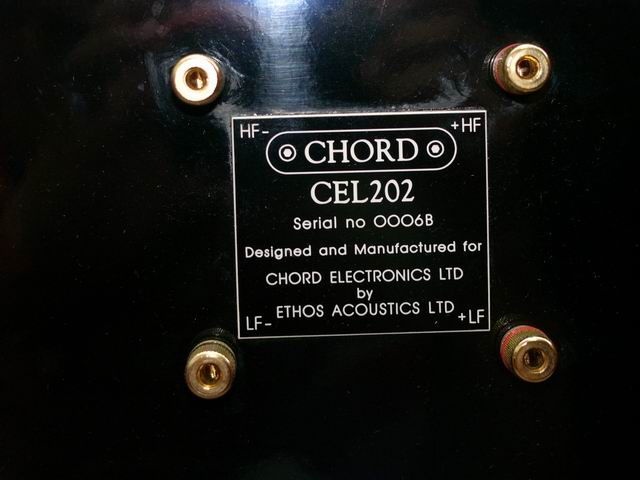 HF- +HF
CHORD
CEL202
Serial no 0006B
Designed and Manufactured for
CHORD ELECTRONICS LTD
by
ETHOS ACOUSTICS LTD
LF- +LF